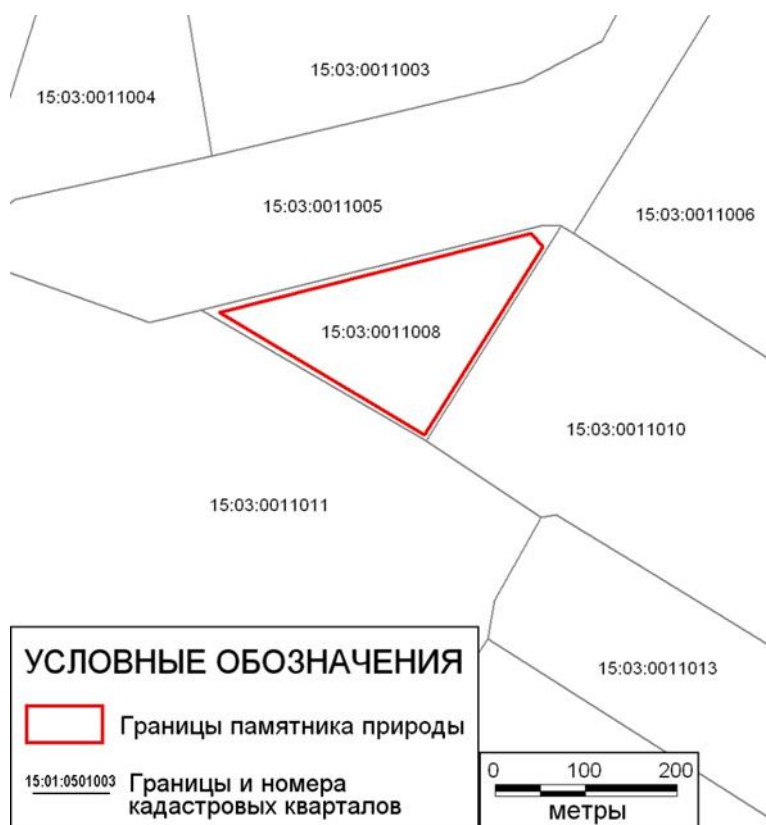 15:03:0011003
15:03:0011004
15:03:0011005
15:03:0011006
15:03:0011008
15:03:0011010
15:03:0011011
15:03:0011013
УСЛОВНЫЕ ОБОЗНАЧЕНИЯ
Границы памятника природы
15:01:0501003 Границы и номера
кадастровых кварталов
0 100 200
метры